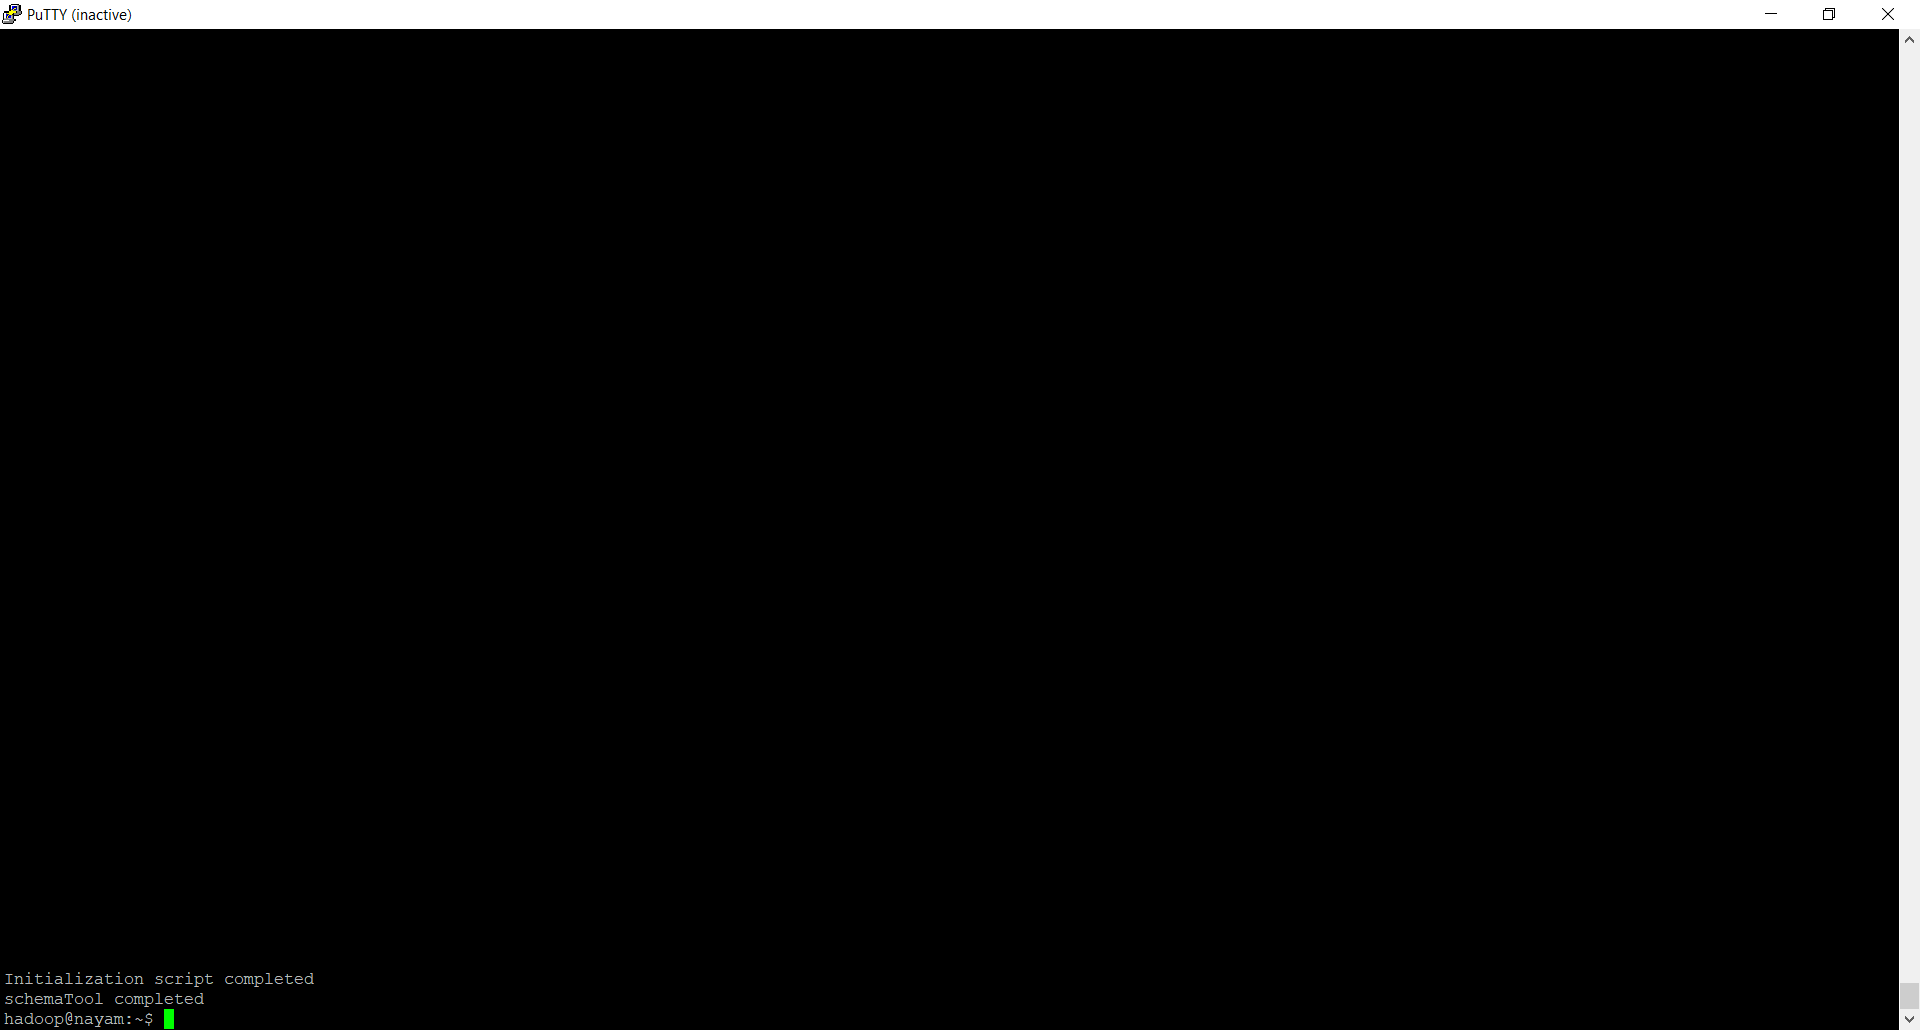 PuTTY (inactive)
Initialization script completed
schemaTool completed
hadoop@nayam:~$